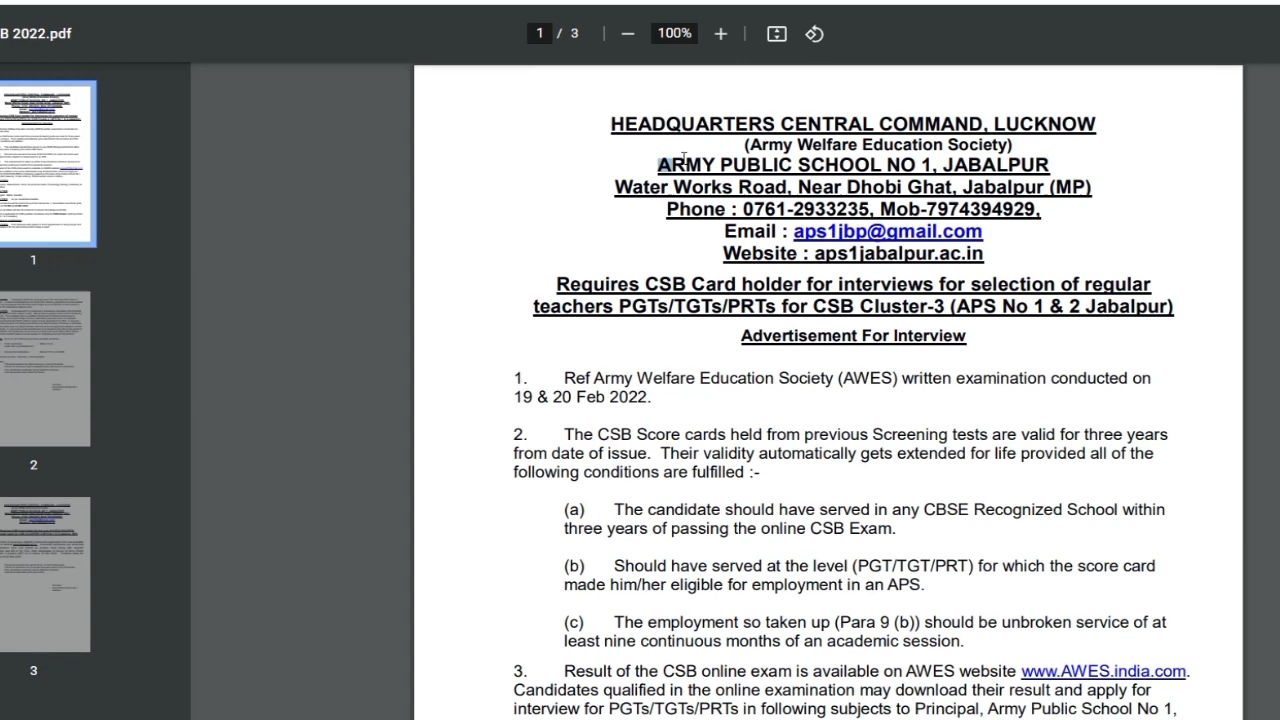 B 2022.pdf
1 / 3
100%
HEADQUARTERS CENTRAL COMMAND, LUCKNOW
(Army Welfare Education Society)
ARMY PUBLIC SCHOOL NO 1, JABALPUR
Water Works Road, Near Dhobi Ghat, Jabalpur (MP)
Phone : 0761-2933235, Mob-7974394929,
Email : aps1jbp@gmail.com
Website : aps1jabalpur.ac.in
Requires CSB Card holder for interviews for selection of regular
teachers PGTs/TGTs/PRTs for CSB Cluster-3 (APS No 1 & 2 Jabalpur)
Advertisement For Interview
1. Ref Army Welfare Education Society (AWES) written examination conducted on
19 & 20 Feb 2022.
2. The CSB Score cards held from previous Screening tests are valid for three years
from date of issue. Their validity automatically gets extended for life provided all of the
following conditions are fulfilled :-
(a) The candidate should have served in any CBSE Recognized School within
three years of passing the online CSB Exam.
(b) Should have served at the level (PGT/TGT/PRT) for which the score card
made him/her eligible for employment in an APS.
(c) The employment so taken up (Para 9 (b)) should be unbroken service of at
least nine continuous months of an academic session.
3. Result of the CSB online exam is available on AWES website www.AWES.india.com.
Candidates qualified in the online examination may download their result and apply for
interview for PGTs/TGTs/PRTs in following subjects to Principal, Army Public School No 1,
1
2
3